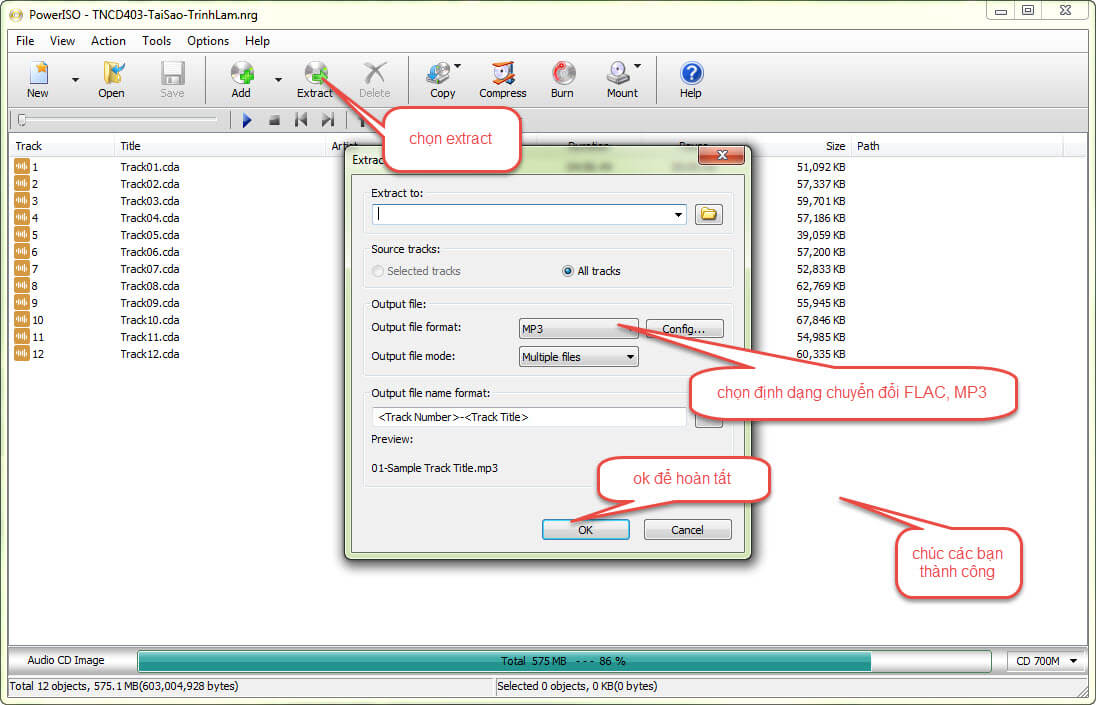 PowerISO - TNCD403-TaiSao-TrinhLam.nrg
File View Action Tools Options Help
New Open Save Add Extract Delete Copy Compress Burn Mount Help
chọn extract
Track Title Size Path
1 Track01.cda 51,092 KB
2 Track02.cda 57,337 KB
3 Track03.cda 59,701 KB
4 Track04.cda 57,186 KB
5 Track05.cda 39,059 KB
6 Track06.cda 57,200 KB
7 Track07.cda 52,833 KB
8 Track08.cda 62,769 KB
9 Track09.cda 55,945 KB
10 Track10.cda 67,846 KB
11 Track11.cda 54,985 KB
12 Track12.cda 60,335 KB
Extract to:
Source tracks:
Selected tracks All tracks
Output file:
Output file format: MP3 Config...
Output file mode: Multiple files
chọn định dạng chuyển đổi FLAC, MP3
Output file name format:
<Track Number>-<Track Title>
Preview:
01-Sample Track Title.mp3
ok để hoàn tất
OK Cancel
chúc các bạn
thành công
Audio CD Image Total 575 MB --- 86 % CD 700M
Total 12 objects, 575.1 MB(603,004,928 bytes) Selected 0 objects, 0 KB(0 bytes)